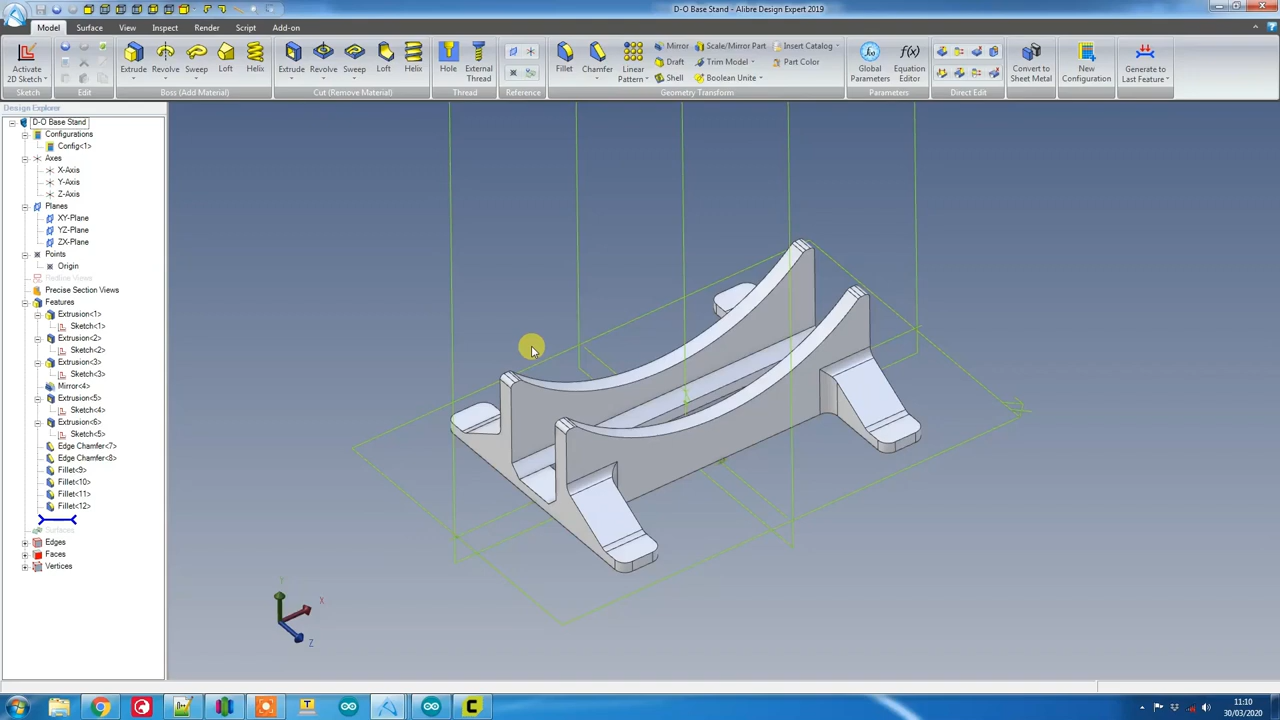 D-O Base Stand - Alibre Design Expert 2019
Model Surface View Inspect Render Script Add-on
Activate
2D Sketch
Sketch
Edit
Extrude Revolve Sweep Loft Helix
Boss (Add Material)
Extrude Revolve Sweep Loft Helix
Cut (Remove Material)
Hole External
Thread
Thread
Reference
Fillet Chamfer Linear
Pattern
Mirror Scale/Mirror Part Insert Catalog
Draft Trim Model Part Color
Shell Boolean Unite
Geometry Transform
Global
Parameters
Equation
Editor
Parameters
Direct Edit
Convert to
Sheet Metal
New
Configuration
Generate to
Last Feature
Design Explorer
D-O Base Stand
Configurations
Config<1>
Axes
X-Axis
Y-Axis
Z-Axis
Planes
XY-Plane
YZ-Plane
ZX-Plane
Points
Origin
Redline Views
Precise Section Views
Features
Extrusion<1>
Sketch<1>
Extrusion<2>
Sketch<2>
Extrusion<3>
Sketch<3>
Mirror<4>
Extrusion<5>
Sketch<4>
Extrusion<6>
Sketch<5>
Edge Chamfer<7>
Edge Chamfer<8>
Fillet<9>
Fillet<10>
Fillet<11>
Fillet<12>
Surfaces
Edges
Faces
Vertices
Y
X
Z
11:10
30/03/2020